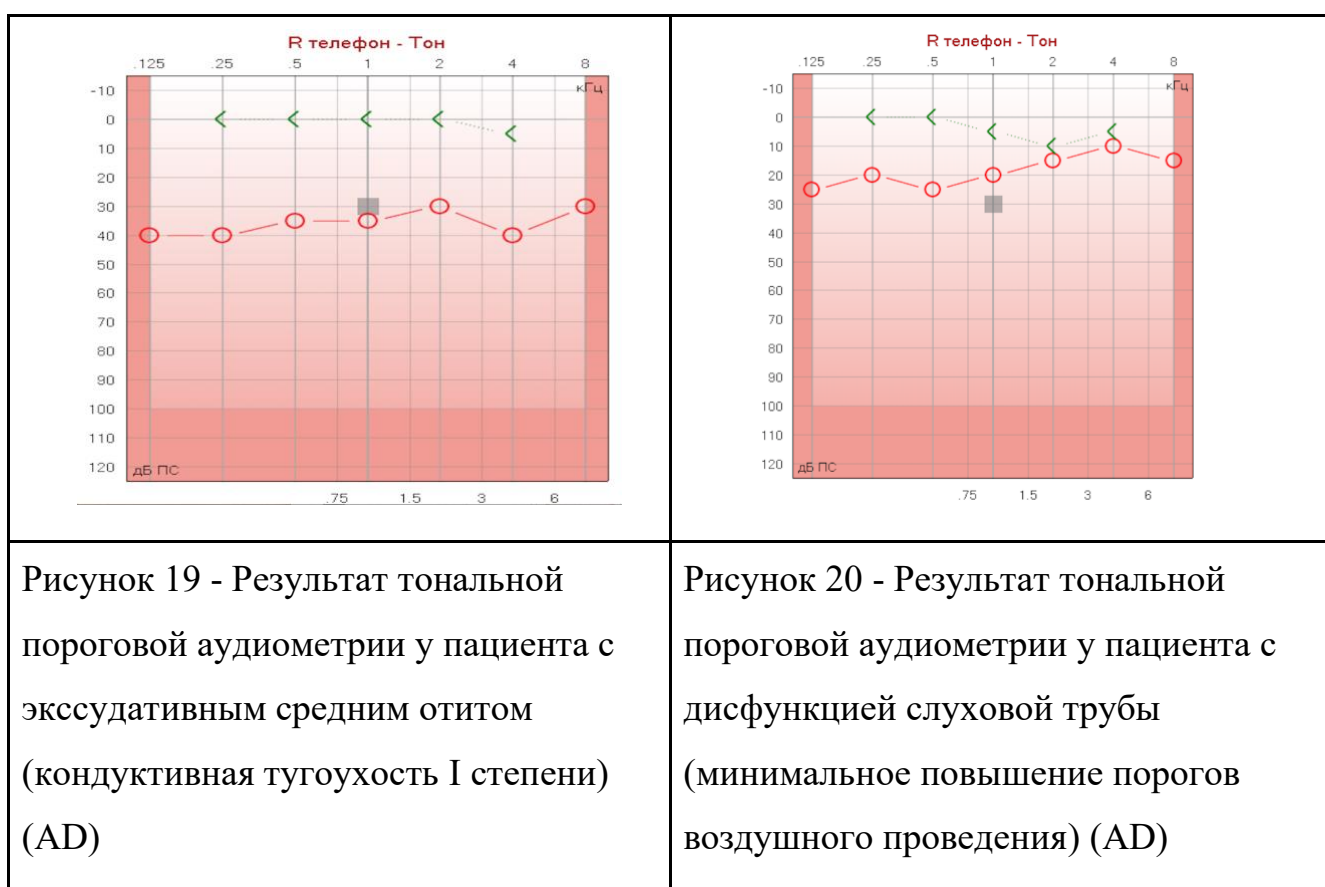 R телефон - Тон
.125 .25 .5 1 2 4 8
кГц
-10
0
10
20
30
40
50
60
70
80
90
100
110
120
дБ ПС
.75 1.5 3 6
R телефон - Тон
.125 .25 .5 1 2 4 8
кГц
-10
0
10
20
30
40
50
60
70
80
90
100
110
120
дБ ПС
.75 1.5 3 6
Рисунок 19 - Результат тональной
пороговой аудиометрии у пациента с
экссудативным средним отитом
(кондуктивная тугоухость I степени)
(AD)
Рисунок 20 - Результат тональной
пороговой аудиометрии у пациента с
дисфункцией слуховой трубы
(минимальное повышение порогов
воздушного проведения) (AD)